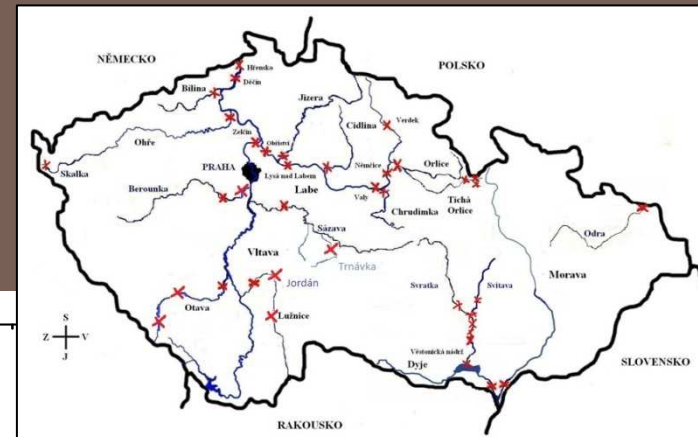 NĚMECKO
POLSKO
Hřensko
Děčín
Bílina
Jizera
Cidlina
Verdek
Ohře
Zelčín
Obříství
Skalka
PRAHA
Lysá nad Labem
Labe
Němčice
Orlice
Berounka
Valy
Tichá
Orlice
Chrudimka
Sázava
Odra
Vltava
Trnávka
Morava
Jordán
Svratka
Svitava
Otava
Lužnice
Věstonická nádrž
Dyje
S
Z V
J
SLOVENSKO
RAKOUSKO